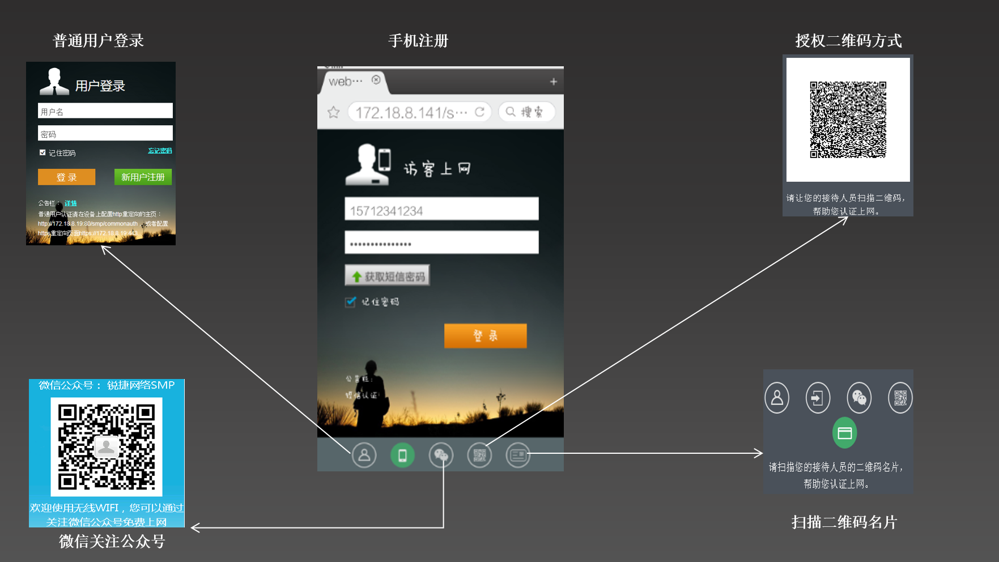 普通用户登录
用户登录
用户名
密码
记住密码
忘记密码
登 录
新用户注册
公告栏： 详情
普通用户认证请在设备上配置http重定向的主页：
http://172.18.8.19:80/smp/commonauth ，或者配置
https重定向页面https://172.18.8.19:443
手机注册
web…
172.18.8.141/s…
搜索
访客上网
15712341234
获取短信密码
记住密码
登 录
公告栏:
短信认证!
授权二维码方式
请让您的接待人员扫描二维码，
帮助您认证上网。
微信公众号：锐捷网络SMP
欢迎使用无线WIFI，您可以通过
关注微信公众号免费上网
微信关注公众号
请扫描您的接待人员的二维码名片，
帮助您认证上网。
扫描二维码名片